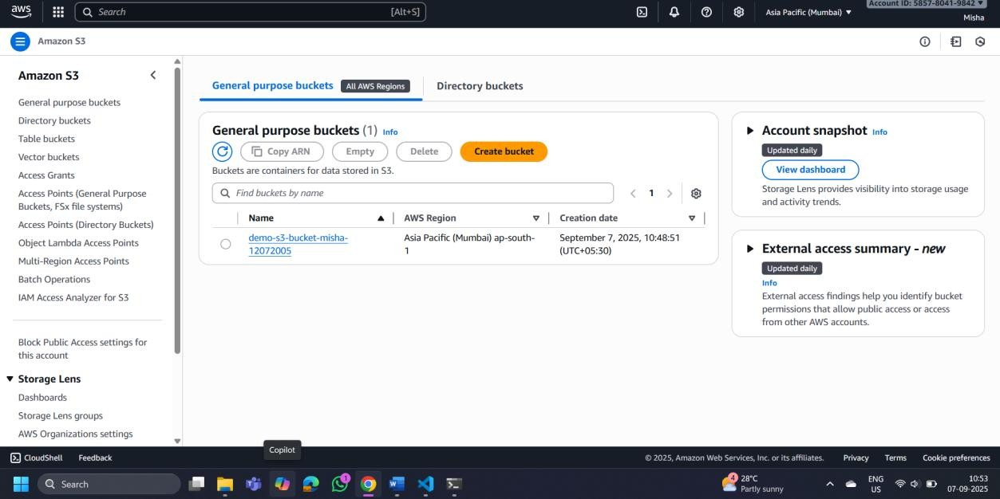 aws
Search [Alt+S]
Asia Pacific (Mumbai) ▼
Account ID: 5857-8041-9842 ▼
Misha
Amazon S3
Amazon S3
General purpose buckets
Directory buckets
Table buckets
Vector buckets
Access Grants
Access Points (General Purpose
Buckets, FSx file systems)
Access Points (Directory Buckets)
Object Lambda Access Points
Multi-Region Access Points
Batch Operations
IAM Access Analyzer for S3
Block Public Access settings for
this account
Storage Lens
Dashboards
Storage Lens groups
AWS Organizations settings
General purpose buckets All AWS Regions Directory buckets
General purpose buckets (1) Info
Copy ARN Empty Delete Create bucket
Buckets are containers for data stored in S3.
Find buckets by name
1
Name AWS Region Creation date
demo-s3-bucket-misha- Asia Pacific (Mumbai) ap-south- September 7, 2025, 10:48:51
12072005 1 (UTC+05:30)
Account snapshot Info
Updated daily
View dashboard
Storage Lens provides visibility into storage usage
and activity trends.
External access summary - new
Updated daily
Info
External access findings help you identify bucket
permissions that allow public access or access
from other AWS accounts.
Copilot
CloudShell Feedback © 2025, Amazon Web Services, Inc. or its affiliates. Privacy Terms Cookie preferences
Search
1
4
28°C
Partly sunny
ENG
US
10:53
07-09-2025